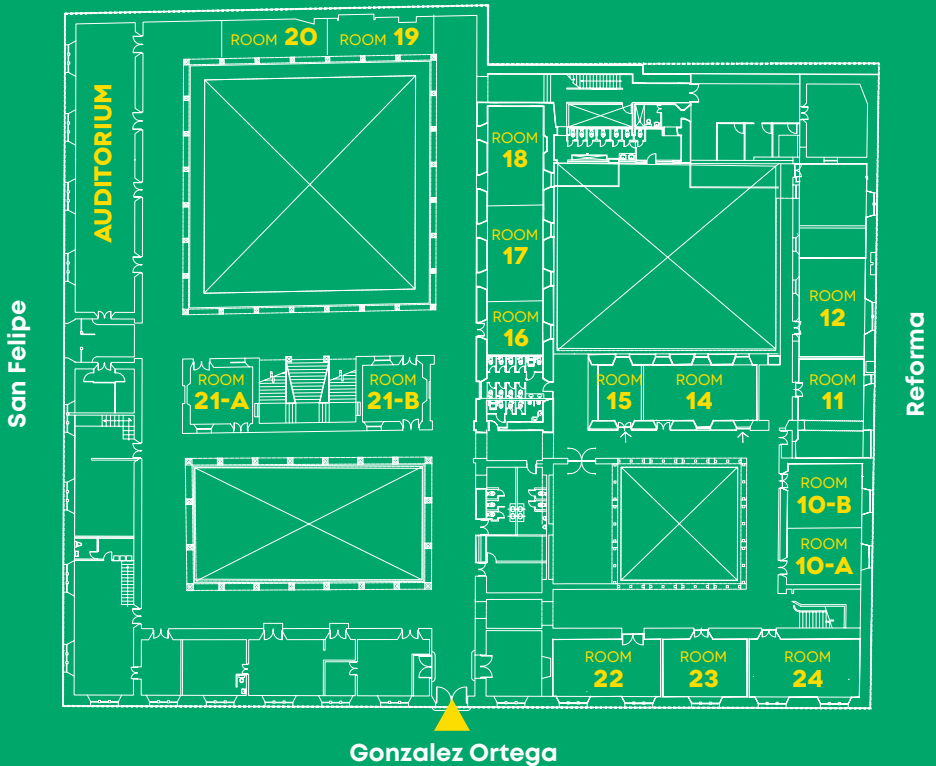 ROOM 20
ROOM 19
AUDITORIUM
ROOM
18
ROOM
17
ROOM
16
ROOM
12
ROOM
21-A
ROOM
21-B
ROOM
15
ROOM
14
ROOM
11
San Felipe
Reforma
ROOM
10-B
ROOM
10-A
ROOM
22
ROOM
23
ROOM
24
Gonzalez Ortega